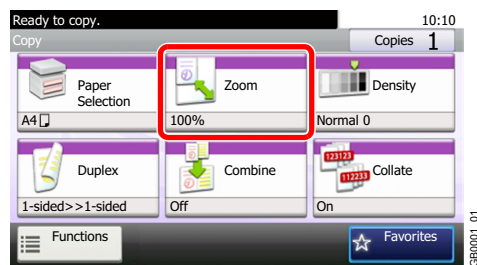 Ready to copy.
10:10
Copy
Copies 1
Paper
Selection
A4
Zoom
100%
Density
Normal 0
Duplex
1-sided>>1-sided
Combine
Off
123123
112233
Collate
On
Functions
Favorites
GB0001_01